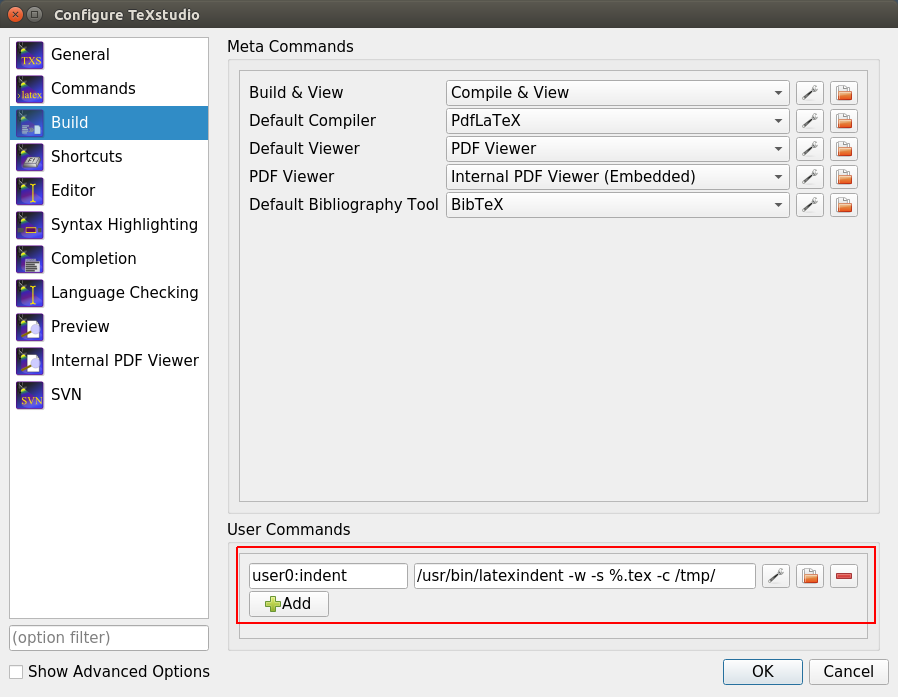 Configure TeXstudio
TXS General
latex Commands
Build
Shortcuts
Editor
Syntax Highlighting
Completion
Language Checking
Preview
Internal PDF Viewer
SVN SVN
(option filter)
Show Advanced Options
Meta Commands
Build & View Compile & View
Default Compiler PdfLaTeX
Default Viewer PDF Viewer
PDF Viewer Internal PDF Viewer (Embedded)
Default Bibliography Tool BibTeX
User Commands
user0:indent /usr/bin/latexindent -w -s %.tex -c /tmp/
Add
OK Cancel